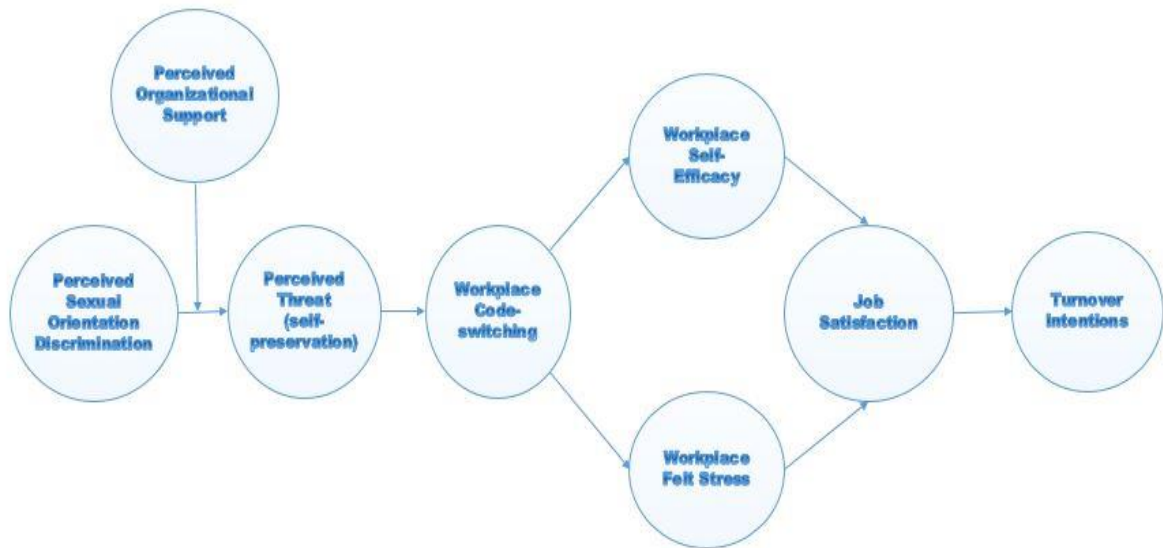 Perceived
Organizational
Support
Perceived
Sexual
Orientation
Discrimination
Perceived
Threat
(self-
preservation)
Workplace
Code-
switching
Workplace
Self-
Efficacy
Workplace
Felt Stress
Job
Satisfaction
Turnover
Intentions